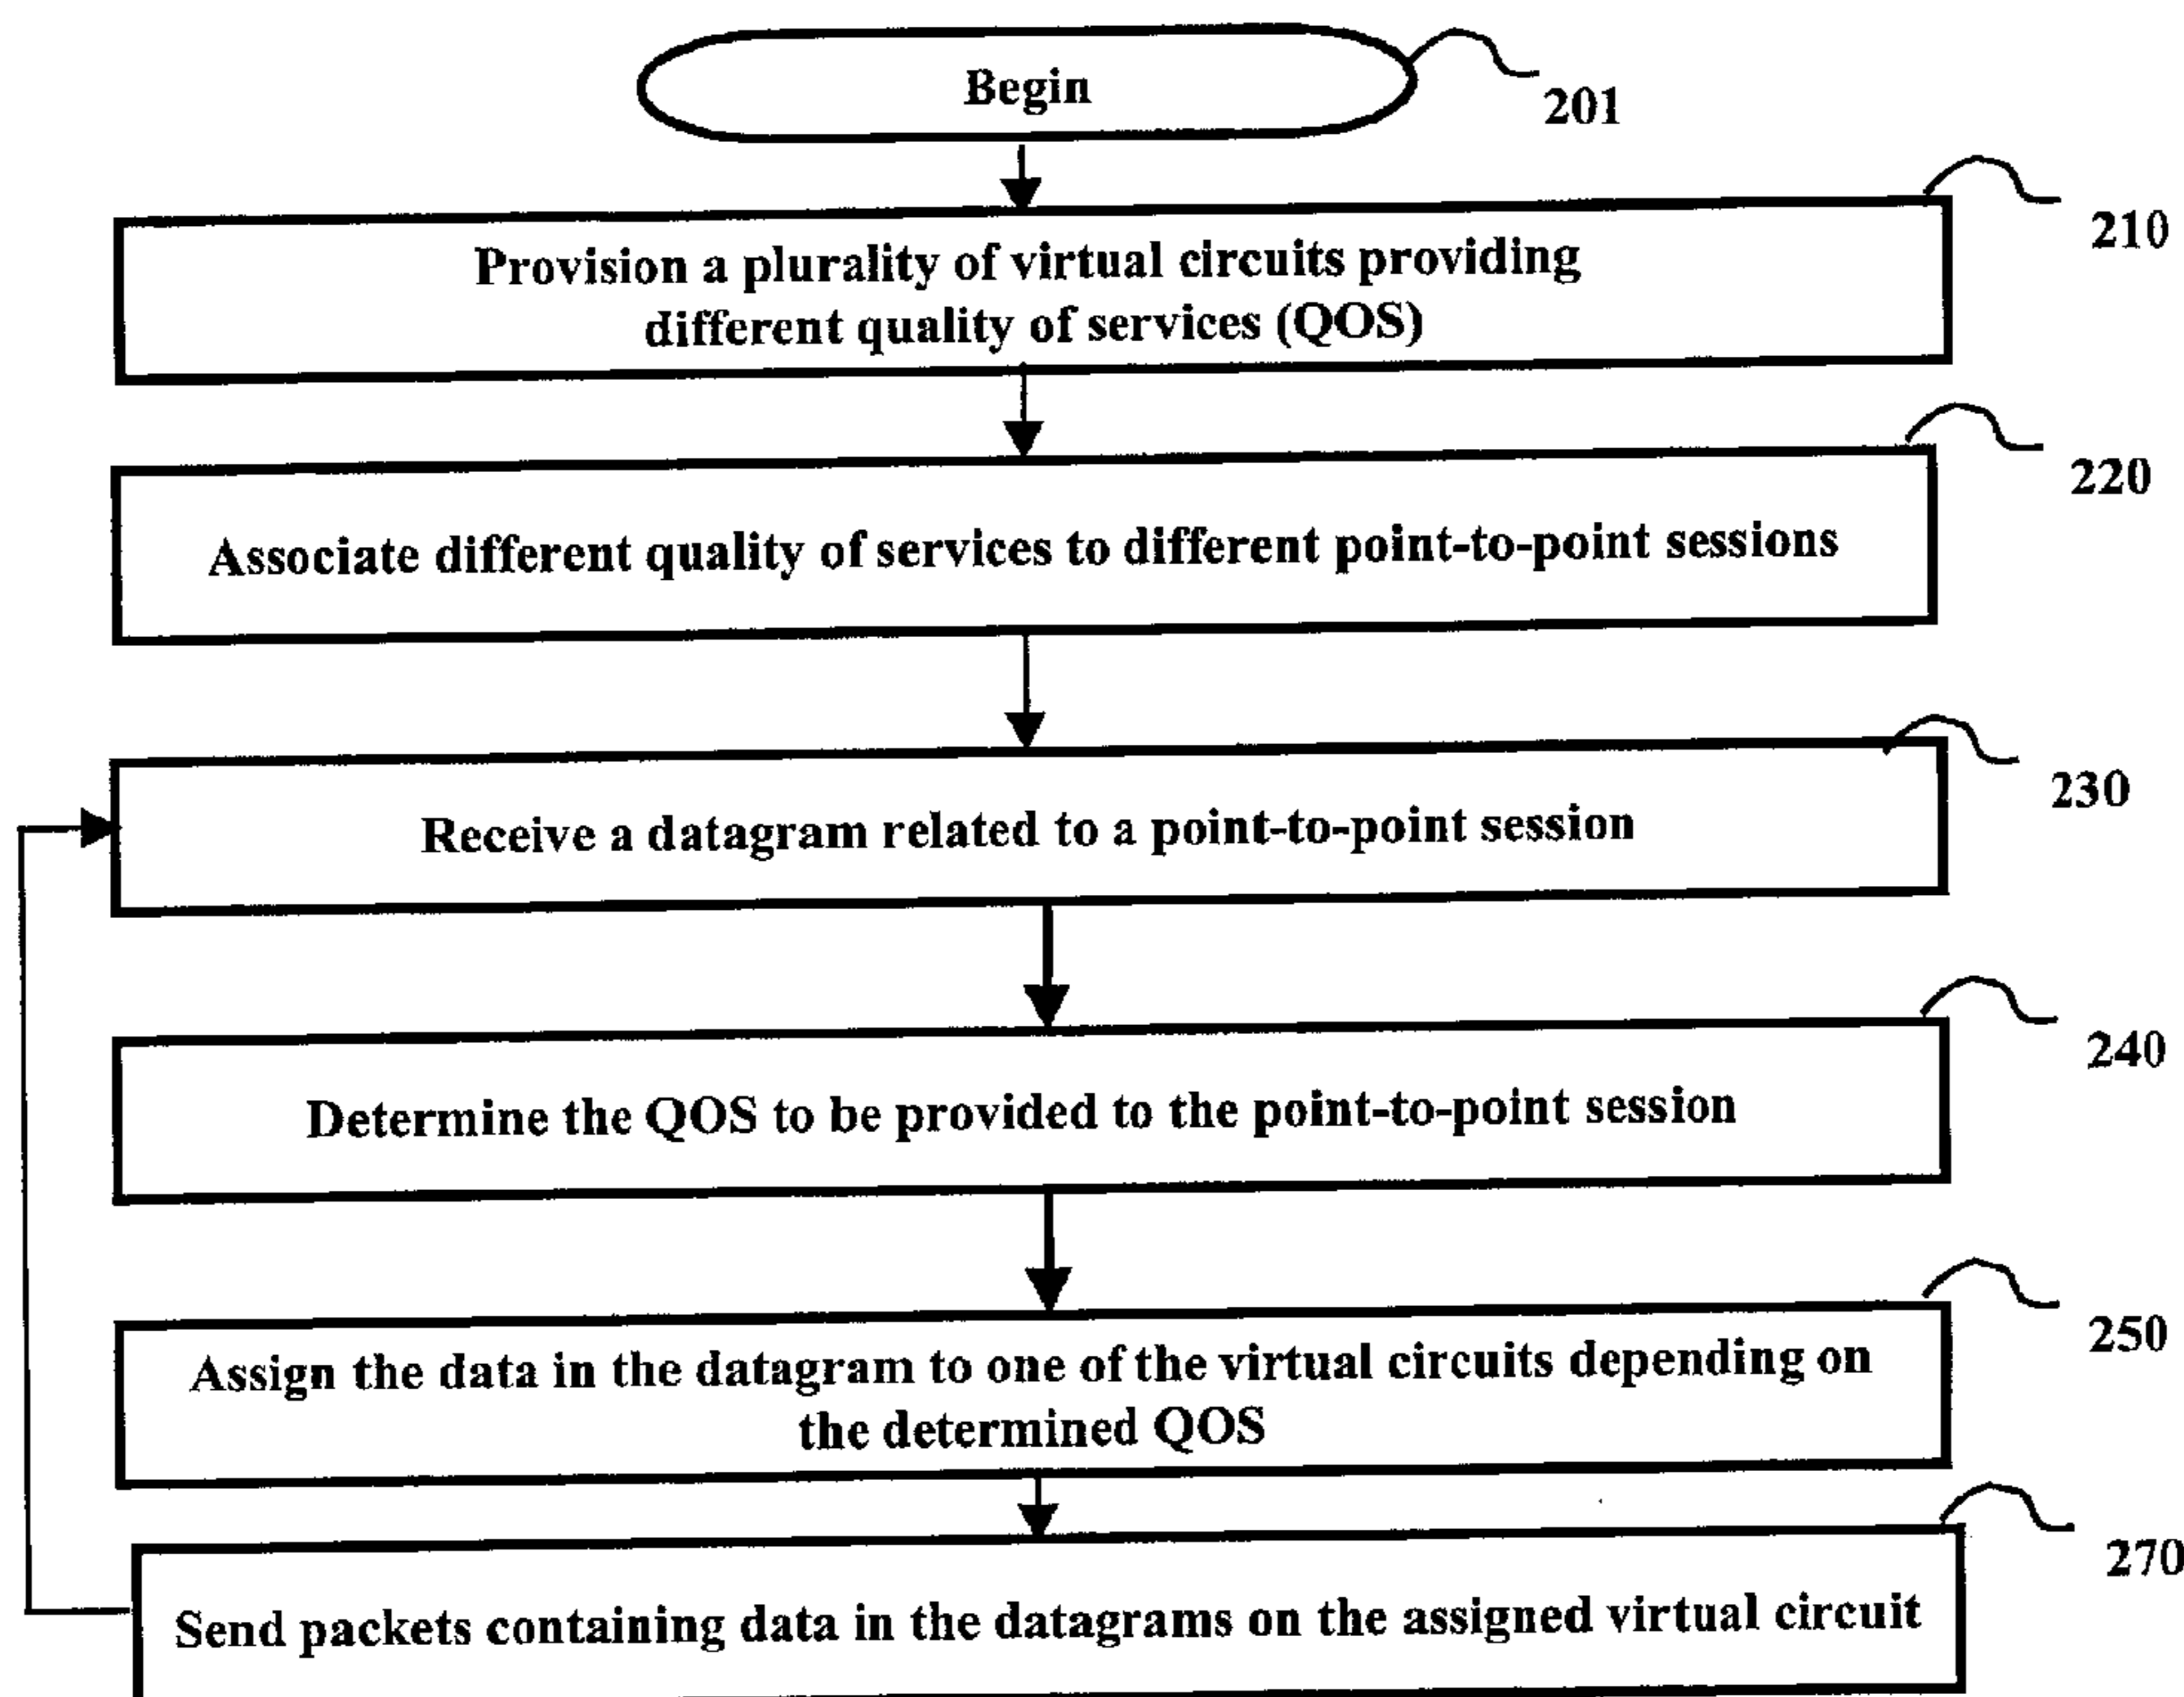 Begin
201
210
Provision a plurality of virtual circuits providing
different quality of services (QOS)
220
Associate different quality of services to different point-to-point sessions
230
Receive a datagram related to a point-to-point session
240
Determine the QOS to be provided to the point-to-point session
250
Assign the data in the datagram to one of the virtual circuits depending on
the determined QOS
270
Send packets containing data in the datagrams on the assigned virtual circuit